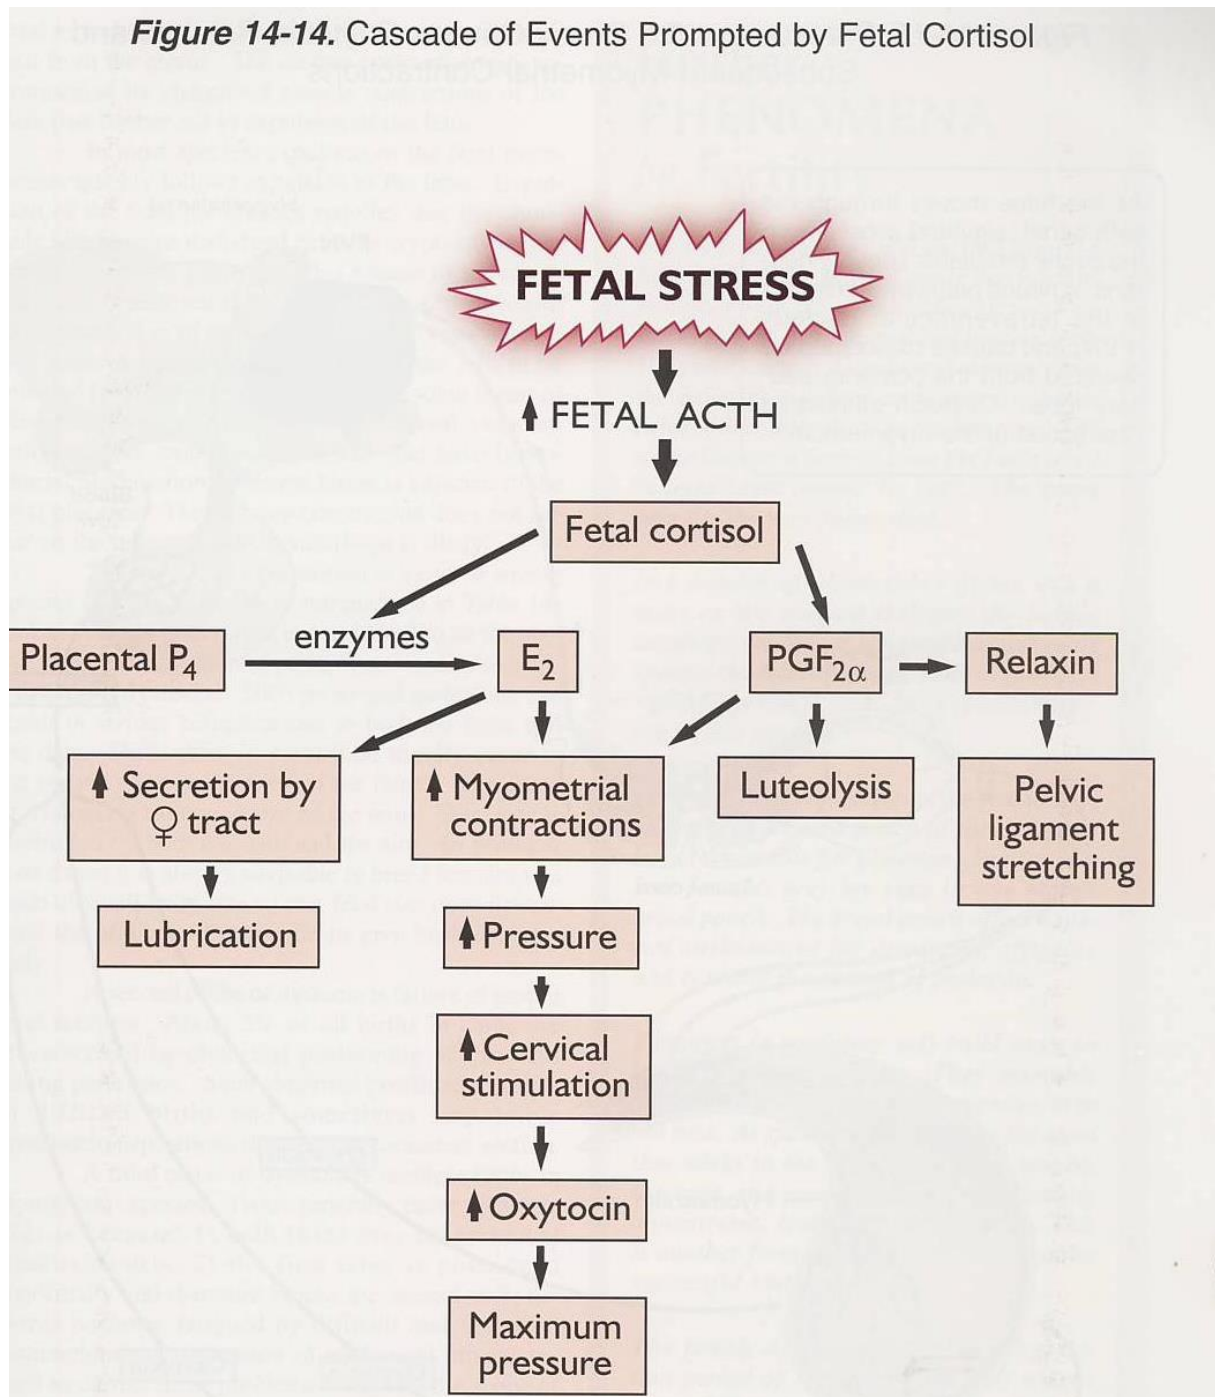 Figure 14-14. Cascade of Events Prompted by Fetal Cortisol
FETAL STRESS
⬆ FETAL ACTH
Fetal cortisol
enzymes
Placental P₄
E₂
PGF₂α
Relaxin
⬆ Secretion by
♀ tract
⬆ Myometrial
contractions
Luteolysis
Pelvic
ligament
stretching
Lubrication
⬆ Pressure
⬆ Cervical
stimulation
⬆ Oxytocin
Maximum
pressure